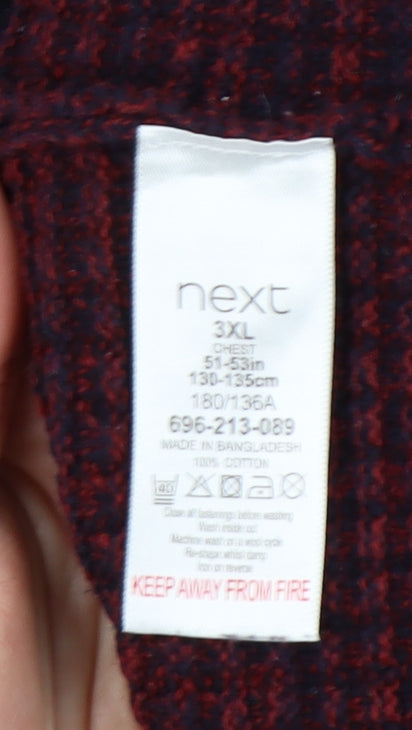 next
3XL
CHEST
51-53in
130-135cm
180/136A
696-213-089
MADE IN BANGLADESH
100% COTTON
40
Close all fastenings before washing
Wash inside out
Machine wash on a wool cycle
Re-shape whilst damp
Iron on reverse
KEEP AWAY FROM FIRE